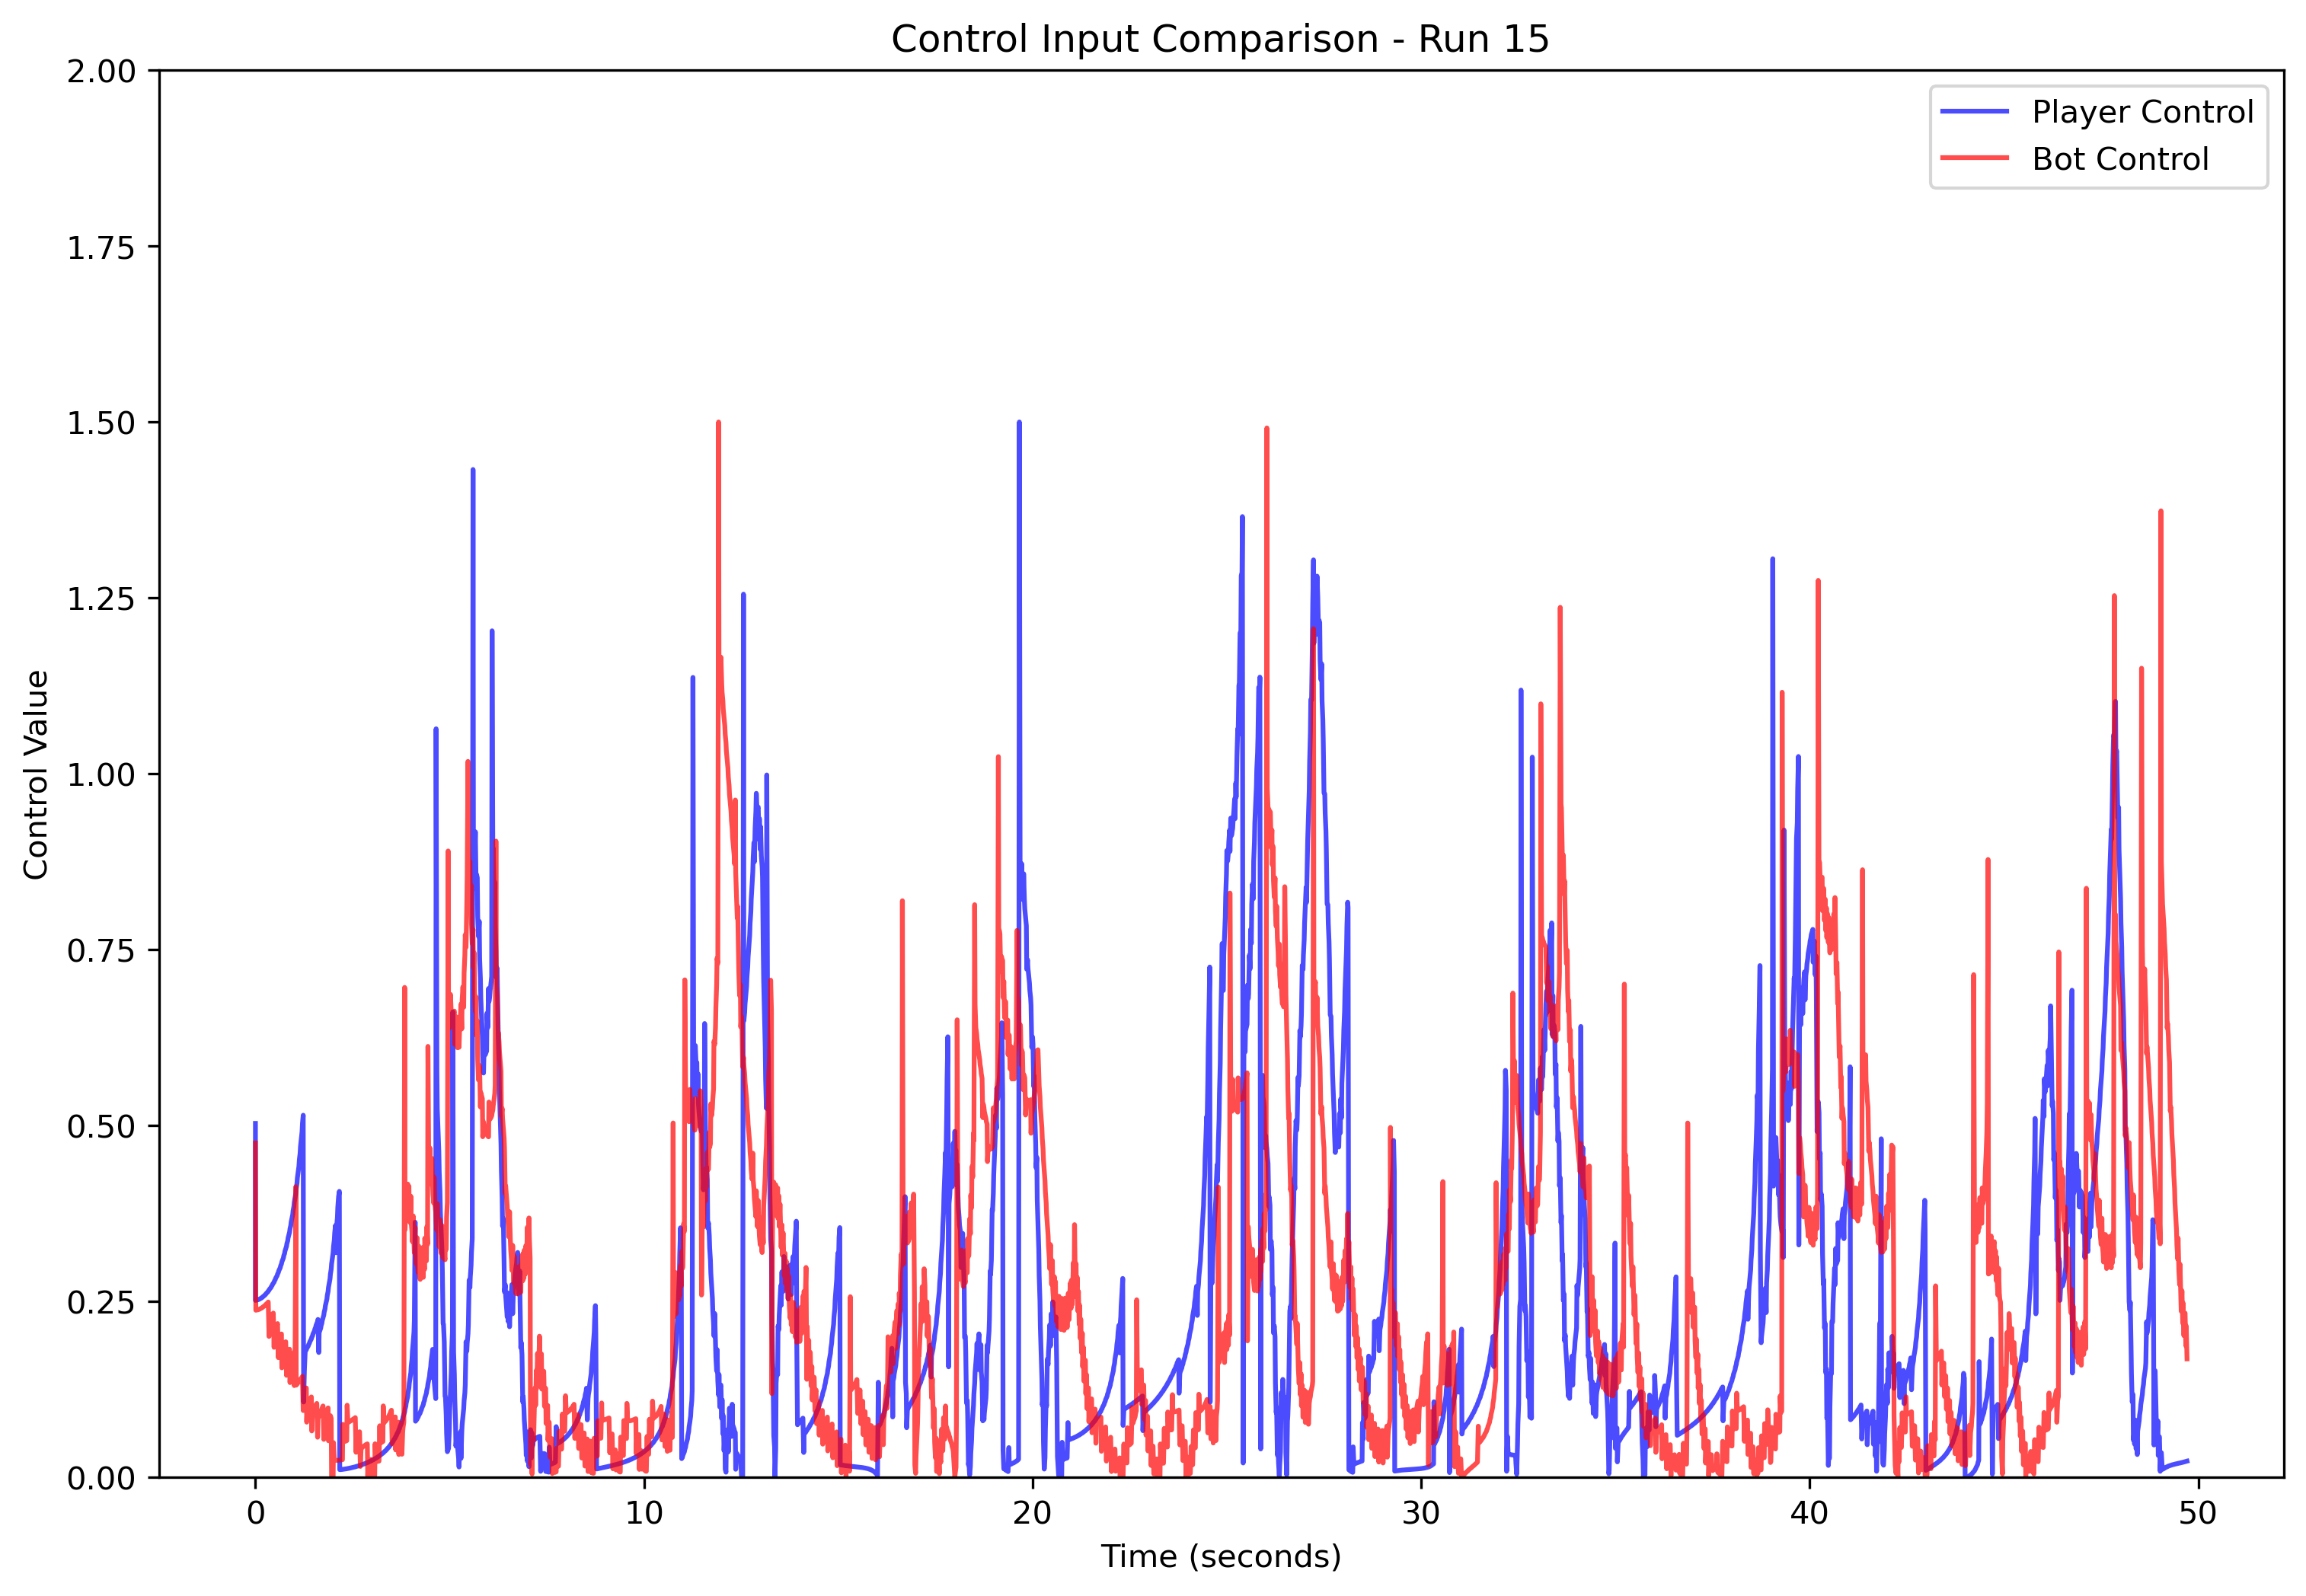 Control Input Comparison - Run 15
2.00
1.75
1.50
1.25
1.00
0.75
0.50
0.25
0.00
Control Value
Player Control
Bot Control
0 10 20 30 40 50
Time (seconds)